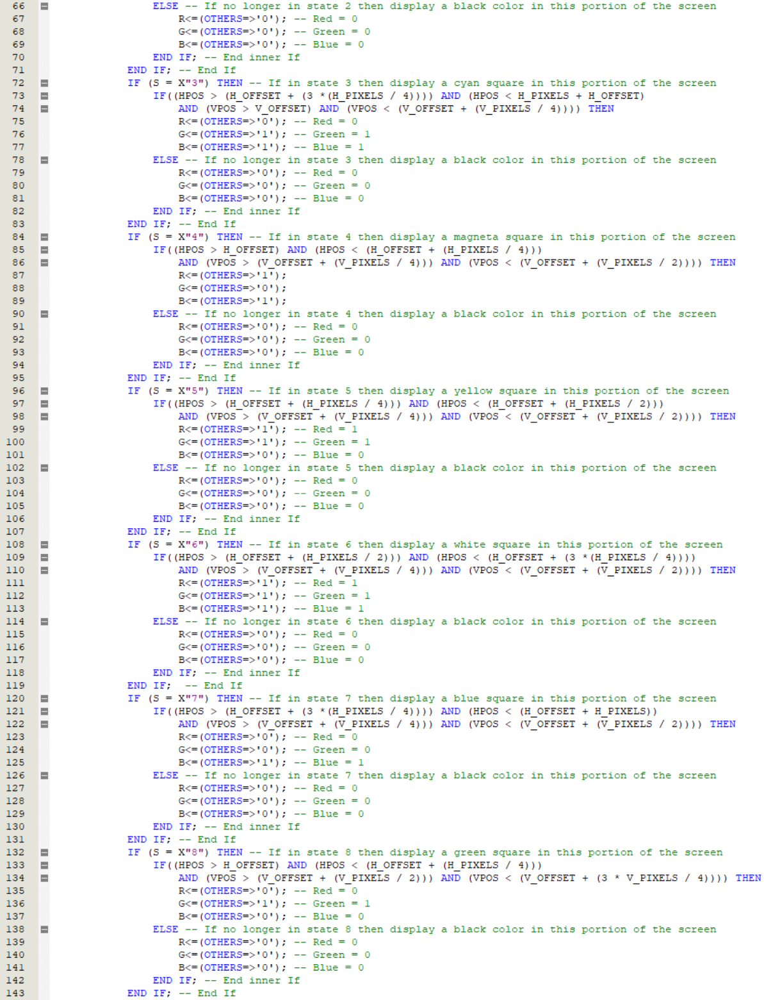 66 ELSE -- If no longer in state 2 then display a black color in this portion of the screen
67 R<=(OTHERS=>'0'); -- Red = 0
68 G<=(OTHERS=>'0'); -- Green = 0
69 B<=(OTHERS=>'0'); -- Blue = 0
70 END IF; -- End inner If
71 END IF; -- End If
72 IF (S = X"3") THEN -- If in state 3 then display a cyan square in this portion of the screen
73 IF((HPOS > (H_OFFSET + (3 *(H_PIXELS / 4)))) AND (HPOS < H_PIXELS + H_OFFSET)
74 AND (VPOS > V_OFFSET) AND (VPOS < (V_OFFSET + (V_PIXELS / 4)))) THEN
75 R<=(OTHERS=>'0'); -- Red = 0
76 G<=(OTHERS=>'1'); -- Green = 1
77 B<=(OTHERS=>'1'); -- Blue = 1
78 ELSE -- If no longer in state 3 then display a black color in this portion of the screen
79 R<=(OTHERS=>'0'); -- Red = 0
80 G<=(OTHERS=>'0'); -- Green = 0
81 B<=(OTHERS=>'0'); -- Blue = 0
82 END IF; -- End inner If
83 END IF; -- End If
84 IF (S = X"4") THEN -- If in state 4 then display a magneta square in this portion of the screen
85 IF((HPOS > H_OFFSET) AND (HPOS < (H_OFFSET + (H_PIXELS / 4)))
86 AND (VPOS > (V_OFFSET + (V_PIXELS / 4))) AND (VPOS < (V_OFFSET + (V_PIXELS / 2)))) THEN
87 R<=(OTHERS=>'1');
88 G<=(OTHERS=>'0');
89 B<=(OTHERS=>'1');
90 ELSE -- If no longer in state 4 then display a black color in this portion of the screen
91 R<=(OTHERS=>'0'); -- Red = 0
92 G<=(OTHERS=>'0'); -- Green = 0
93 B<=(OTHERS=>'0'); -- Blue = 0
94 END IF; -- End inner If
95 END IF; -- End If
96 IF (S = X"5") THEN -- If in state 5 then display a yellow square in this portion of the screen
97 IF((HPOS > (H_OFFSET + (H_PIXELS / 4))) AND (HPOS < (H_OFFSET + (H_PIXELS / 2)))
98 AND (VPOS > (V_OFFSET + (V_PIXELS / 4))) AND (VPOS < (V_OFFSET + (V_PIXELS / 2)))) THEN
99 R<=(OTHERS=>'1'); -- Red = 1
100 G<=(OTHERS=>'1'); -- Green = 1
101 B<=(OTHERS=>'0'); -- Blue = 0
102 ELSE -- If no longer in state 5 then display a black color in this portion of the screen
103 R<=(OTHERS=>'0'); -- Red = 0
104 G<=(OTHERS=>'0'); -- Green = 0
105 B<=(OTHERS=>'0'); -- Blue = 0
106 END IF; -- End inner If
107 END IF; -- End If
108 IF (S = X"6") THEN -- If in state 6 then display a white square in this portion of the screen
109 IF((HPOS > (H_OFFSET + (H_PIXELS / 2))) AND (HPOS < (H_OFFSET + (3 *(H_PIXELS / 4))))
110 AND (VPOS > (V_OFFSET + (V_PIXELS / 4))) AND (VPOS < (V_OFFSET + (V_PIXELS / 2)))) THEN
111 R<=(OTHERS=>'1'); -- Red = 1
112 G<=(OTHERS=>'1'); -- Green = 1
113 B<=(OTHERS=>'1'); -- Blue = 1
114 ELSE -- If no longer in state 6 then display a black color in this portion of the screen
115 R<=(OTHERS=>'0'); -- Red = 0
116 G<=(OTHERS=>'0'); -- Green = 0
117 B<=(OTHERS=>'0'); -- Blue = 0
118 END IF; -- End inner If
119 END IF;  -- End If
120 IF (S = X"7") THEN -- If in state 7 then display a blue square in this portion of the screen
121 IF((HPOS > (H_OFFSET + (3 *(H_PIXELS / 4)))) AND (HPOS < (H_OFFSET + H_PIXELS))
122 AND (VPOS > (V_OFFSET + (V_PIXELS / 4))) AND (VPOS < (V_OFFSET + (V_PIXELS / 2)))) THEN
123 R<=(OTHERS=>'0'); -- Red = 0
124 G<=(OTHERS=>'0'); -- Green = 0
125 B<=(OTHERS=>'1'); -- Blue = 1
126 ELSE -- If no longer in state 7 then display a black color in this portion of the screen
127 R<=(OTHERS=>'0'); -- Red = 0
128 G<=(OTHERS=>'0'); -- Green = 0
129 B<=(OTHERS=>'0'); -- Blue = 0
130 END IF; -- End inner If
131 END IF; -- End If
132 IF (S = X"8") THEN -- If in state 8 then display a green square in this portion of the screen
133 IF((HPOS > H_OFFSET) AND (HPOS < (H_OFFSET + (H_PIXELS / 4)))
134 AND (VPOS > (V_OFFSET + (V_PIXELS / 2))) AND (VPOS < (V_OFFSET + (3 * V_PIXELS / 4)))) THEN
135 R<=(OTHERS=>'0'); -- Red = 0
136 G<=(OTHERS=>'1'); -- Green = 1
137 B<=(OTHERS=>'0'); -- Blue = 0
138 ELSE -- If no longer in state 8 then display a black color in this portion of the screen
139 R<=(OTHERS=>'0'); -- Red = 0
140 G<=(OTHERS=>'0'); -- Green = 0
141 B<=(OTHERS=>'0'); -- Blue = 0
142 END IF; -- End inner If
143 END IF; -- End If